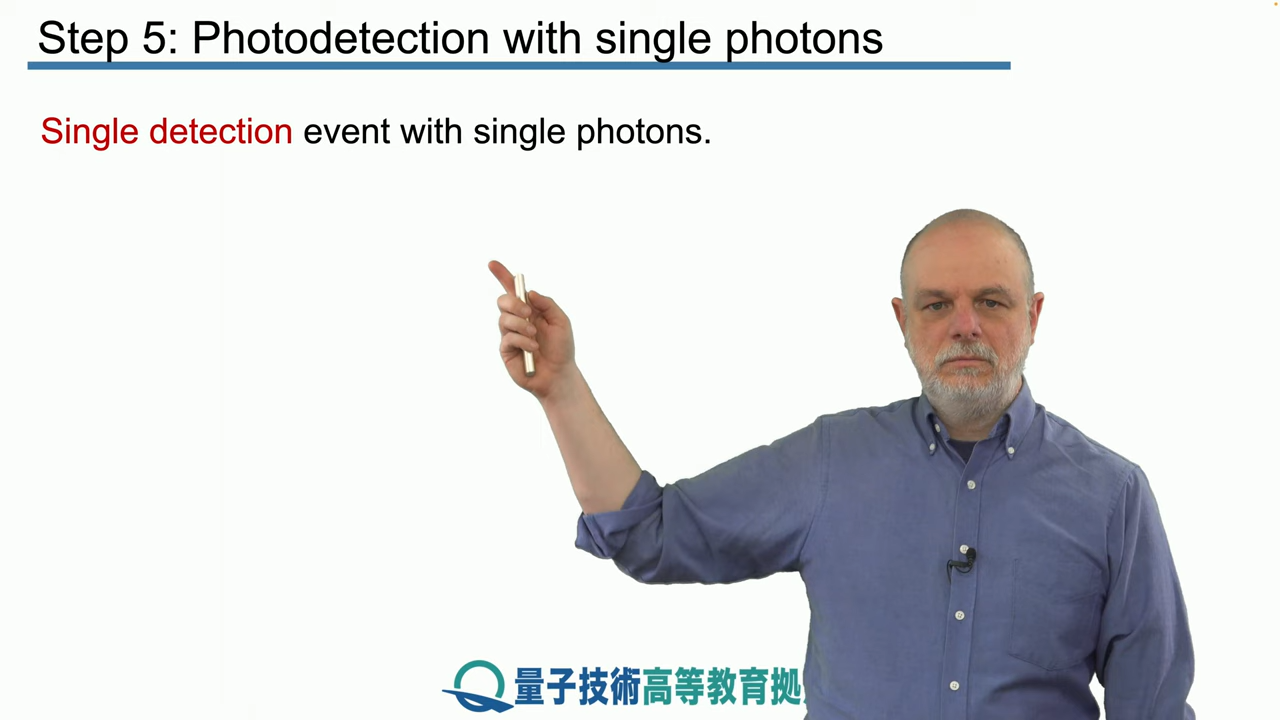 Step 5: Photodetection with single photons
Single detection event with single photons.
量子技術高等教育拠